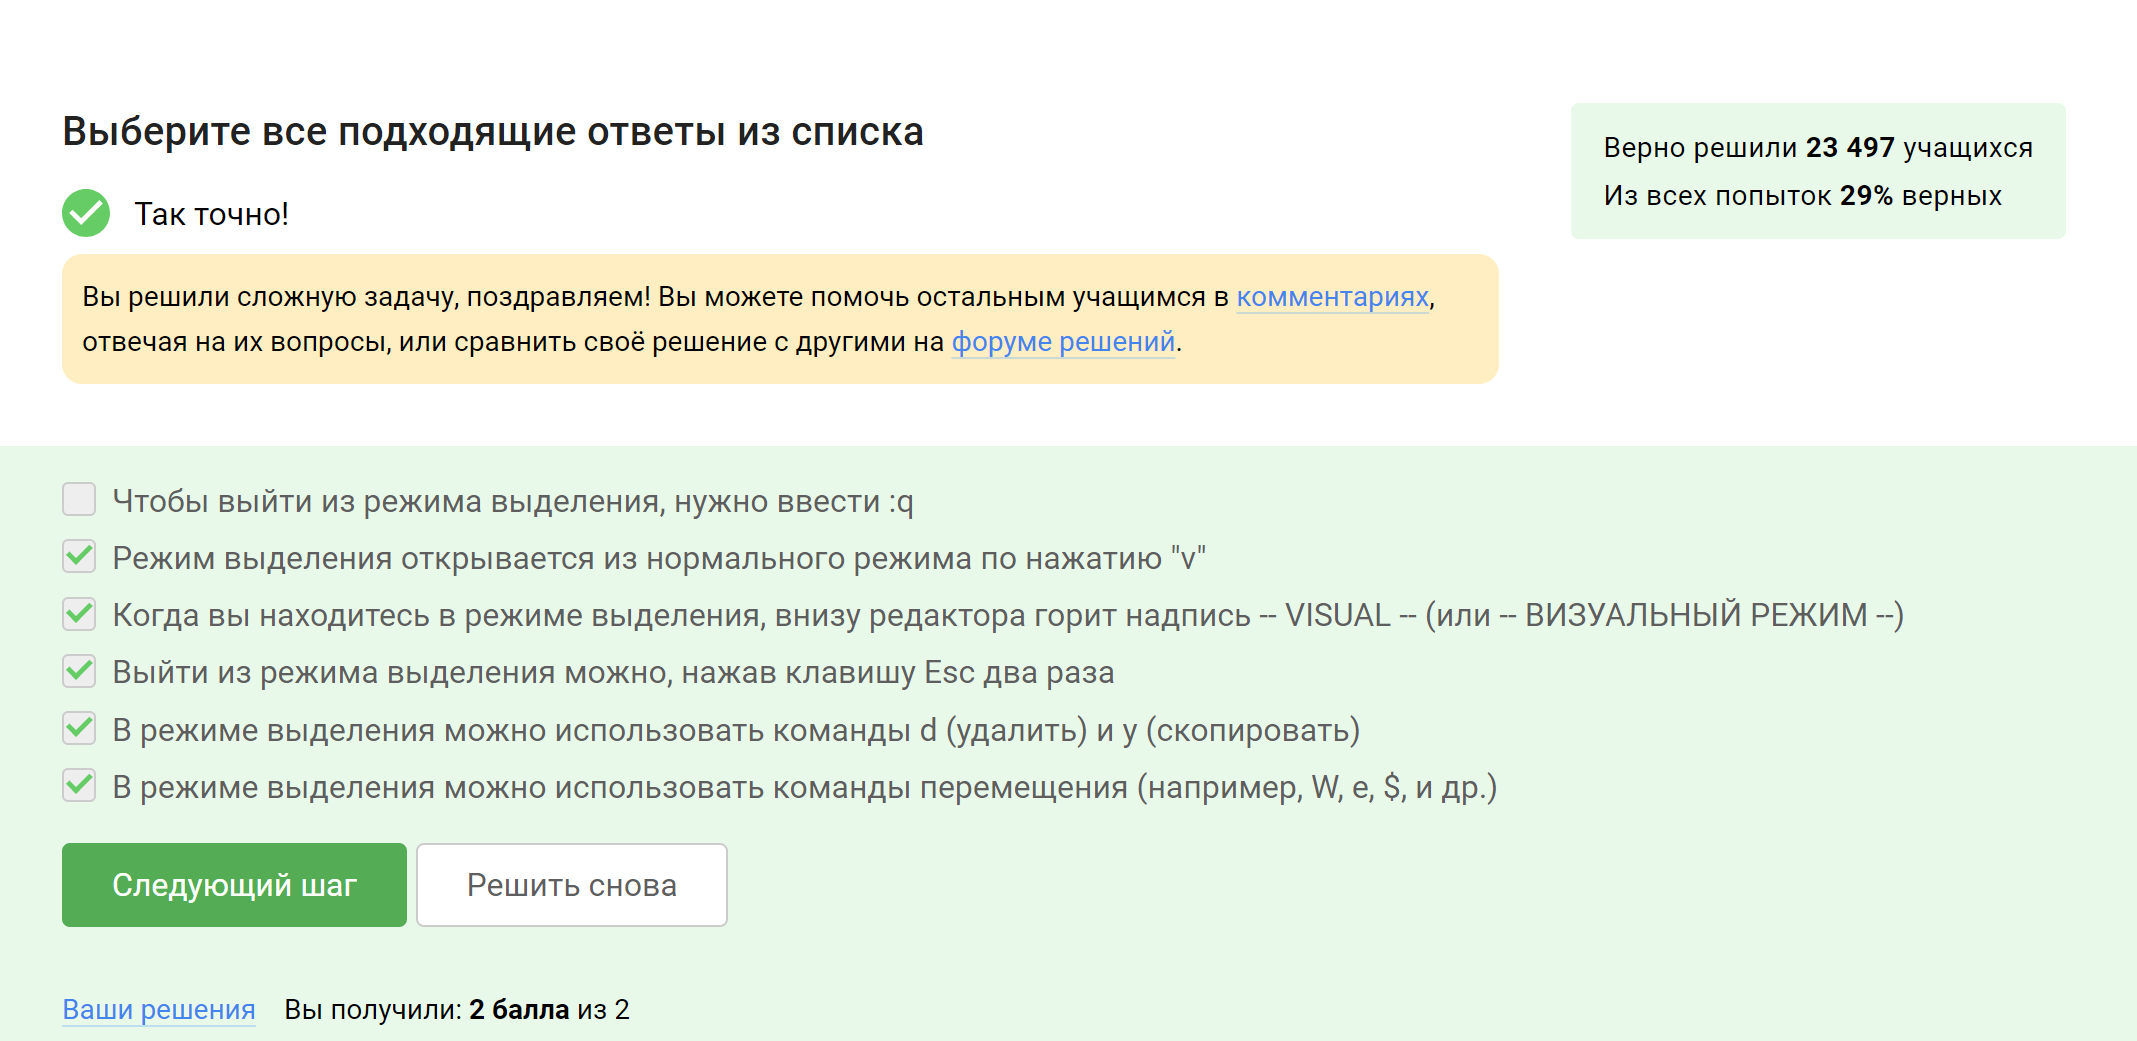 Выберите все подходящие ответы из списка
Верно решили 23 497 учащихся
Из всех попыток 29% верных
Так точно!
Вы решили сложную задачу, поздравляем! Вы можете помочь остальным учащимся в комментариях,
отвечая на их вопросы, или сравнить своё решение с другими на форуме решений.
Чтобы выйти из режима выделения, нужно ввести :q
Режим выделения открывается из нормального режима по нажатию "v"
Когда вы находитесь в режиме выделения, внизу редактора горит надпись -- VISUAL -- (или -- ВИЗУАЛЬНЫЙ РЕЖИМ --)
Выйти из режима выделения можно, нажав клавишу Esc два раза
В режиме выделения можно использовать команды d (удалить) и y (скопировать)
В режиме выделения можно использовать команды перемещения (например, W, e, $, и др.)
Следующий шаг
Решить снова
Ваши решения Вы получили: 2 балла из 2